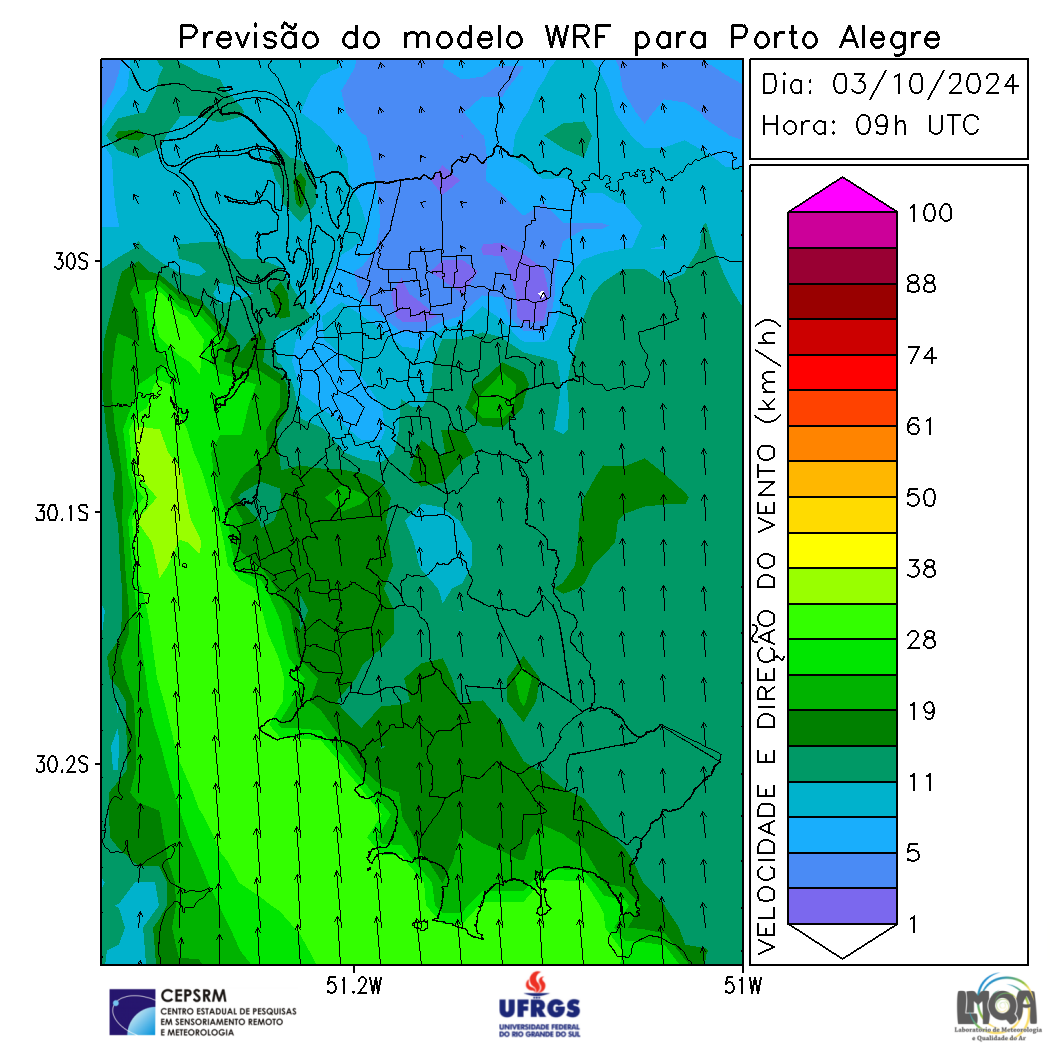 Previsão do modelo WRF para Porto Alegre
Dia: 03/10/2024
Hora: 09h UTC
30S
30.1S
30.2S
51.2W
51W
VELOCIDADE E DIREÇÃO DO VENTO (km/h)
100
88
74
61
50
38
28
19
11
5
1
CEPSRM
CENTRO ESTADUAL DE PESQUISAS
EM SENSORIAMENTO REMOTO
E METEOROLOGIA
UFRGS
UNIVERSIDADE FEDERAL
DO RIO GRANDE DO SUL
LMQA
Laboratório de Meteorologia
e Qualidade do Ar